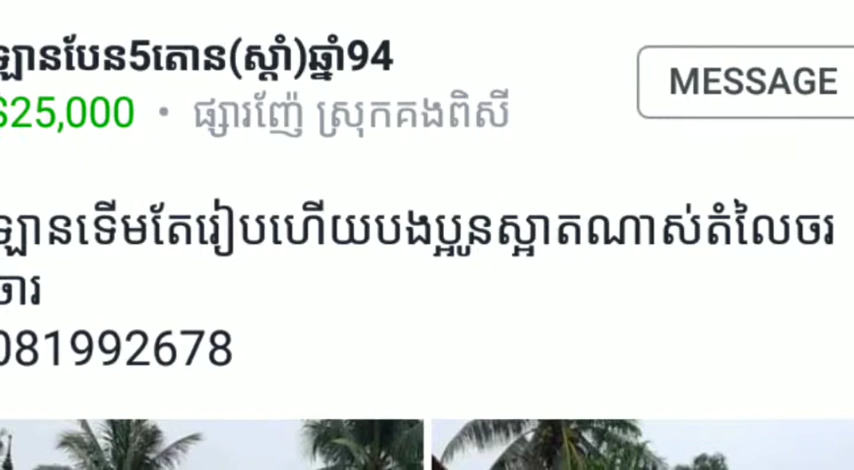 ឡានបែន5តោន(ស្តាំ)ឆ្នាំ94
MESSAGE
$25,000 • ផ្សារញ៉ែ ស្រុកគងពិសី
ឡានទើមតែរៀបហើយបងប្អូនស្អាតណាស់តំលៃចរ
ចារ
081992678